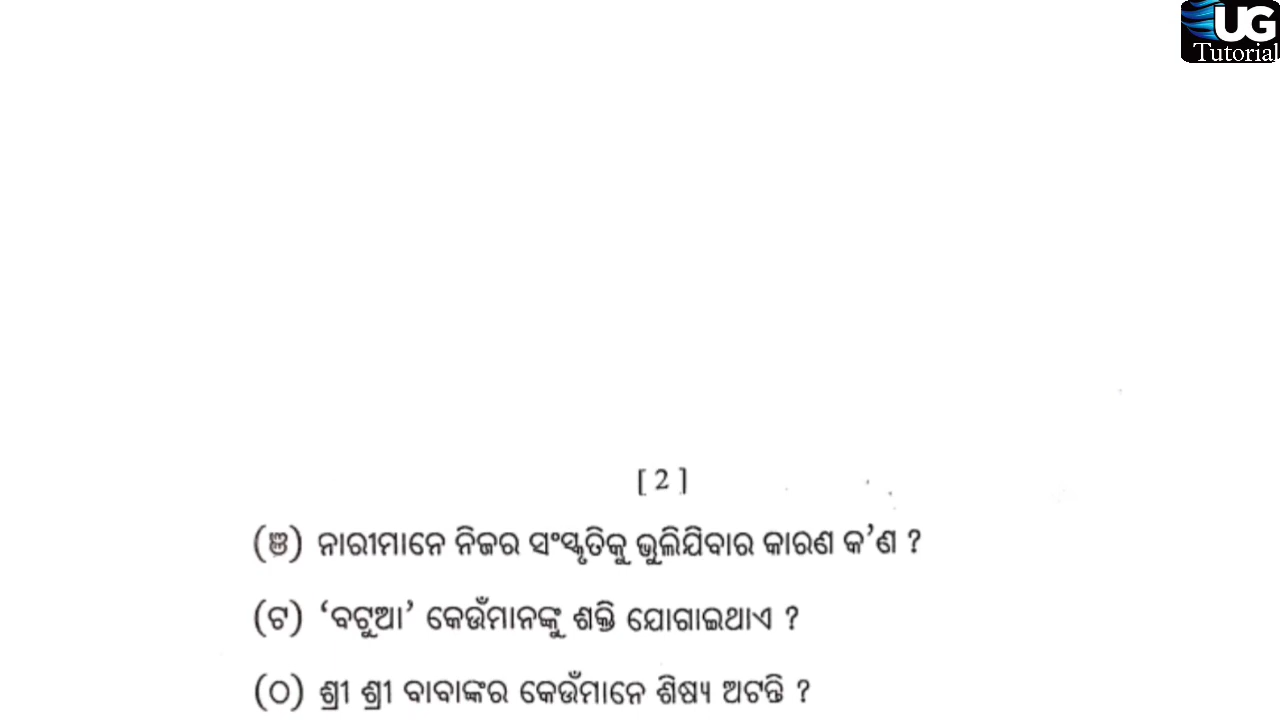 UG
Tutorial
[ 2 ]
(ଞ) ନାରୀମାନେ ନିଜର ସଂସ୍କୃତିକୁ ଭୁଲିଯିବାର କାରଣ କ’ଣ ?
(ଟ) ‘ବଟୁଆ’ କେଉଁମାନଙ୍କୁ ଶକ୍ତି ଯୋଗାଇଥାଏ ?
(ଠ) ଶ୍ରୀ ଶ୍ରୀ ବାବାଙ୍କର କେଉଁମାନେ ଶିଷ୍ୟ ଅଟନ୍ତି ?